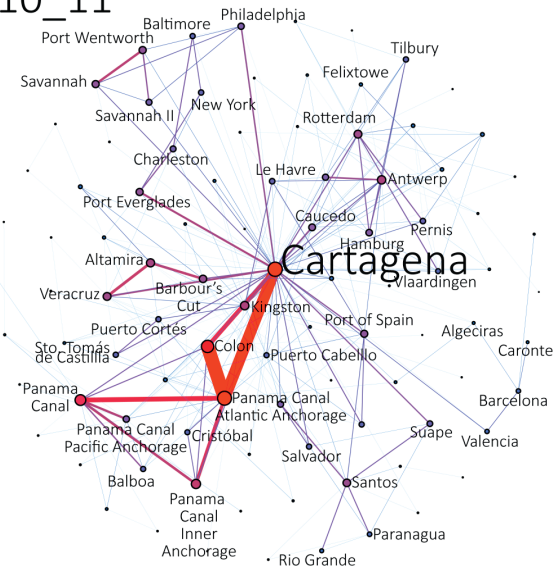 10_11
Philadelphia
Baltimore
Port Wentworth
Tilbury
Felixtowe
Savannah
Savannah II
New York
Rotterdam
Charleston
Le Havre
Antwerp
Port Everglades
Caucedo
Pernis
Hamburg
Cartagena
Altamira
Vlaardingen
Veracruz
Barbour's
Cut
Kingston
Port of Spain
Puerto Cortés
Algeciras
Sto. Tomás
de Castilla
Colon
Puerto Cabelllo
Caronte
Panama
Canal
Panama Canal
Atlantic Anchorage
Barcelona
Panama Canal
Pacific Anchorage
Cristóbal
Suape
Valencia
Salvador
Balboa
Santos
Panama
Canal
Inner
Anchorage
Paranagua
Rio Grande